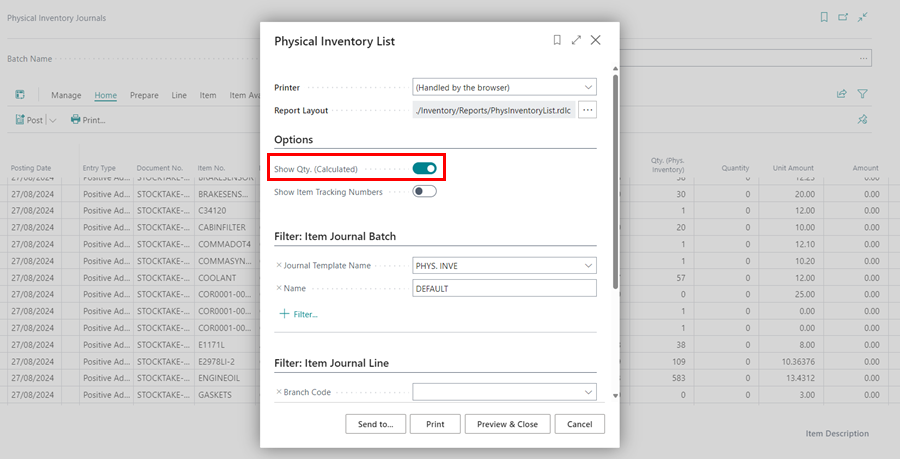 Physical Inventory Journals
Batch Name
Manage Home Prepare Line Item Item Ava
Post Print...
Posting Date Entry Type Document No. Item No. Qty. (Phys. Inventory) Quantity Unit Amount Amount
27/08/2024 Positive Ad... STOCKTAKE-... BRAKESENSOR 38 0 12.25 0.00
27/08/2024 Positive Ad... STOCKTAKE-... BRAKESENS... 30 0 20.00 0.00
27/08/2024 Positive Ad... STOCKTAKE-... C34120 1 0 12.00 0.00
27/08/2024 Positive Ad... STOCKTAKE-... CABINFILTER 20 0 10.00 0.00
27/08/2024 Positive Ad... STOCKTAKE-... COMMADOT4 1 0 12.10 0.00
27/08/2024 Positive Ad... STOCKTAKE-... COMMASYN... 1 0 10.20 0.00
27/08/2024 Positive Ad... STOCKTAKE-... COOLANT 57 0 12.00 0.00
27/08/2024 Positive Ad... STOCKTAKE-... COR0001-00... 0 0 25.00 0.00
27/08/2024 Positive Ad... STOCKTAKE-... COR0001-00... 1 0 0.00 0.00
27/08/2024 Positive Ad... STOCKTAKE-... COR0001-00... 0 0 0.00 0.00
27/08/2024 Positive Ad... STOCKTAKE-... E1171L 38 0 8.00 0.00
27/08/2024 Positive Ad... STOCKTAKE-... E2978LI-2 109 0 10.36376 0.00
27/08/2024 Positive Ad... STOCKTAKE-... ENGINEOIL 583 0 13.4312 0.00
27/08/2024 Positive Ad... STOCKTAKE-... GASKETS 0 0 3.00 0.00
Item Description
Physical Inventory List
Printer (Handled by the browser)
Report Layout ./Inventory/Reports/PhysInventoryList.rdlc ...
Options
Show Qty. (Calculated)
Show Item Tracking Numbers
Filter: Item Journal Batch
Journal Template Name PHYS. INVE
Name DEFAULT
Filter...
Filter: Item Journal Line
Branch Code
Send to... Print Preview & Close Cancel